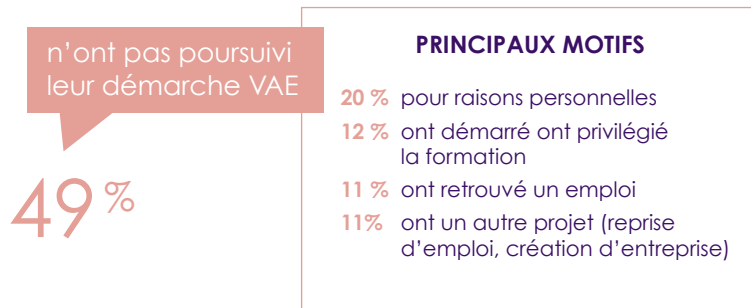 n’ont pas poursuivi
leur démarche VAE
49 %
PRINCIPAUX MOTIFS
20 % pour raisons personnelles
12 % ont démarré ont privilégié
la formation
11 % ont retrouvé un emploi
11% ont un autre projet (reprise
d’emploi, création d’entreprise)